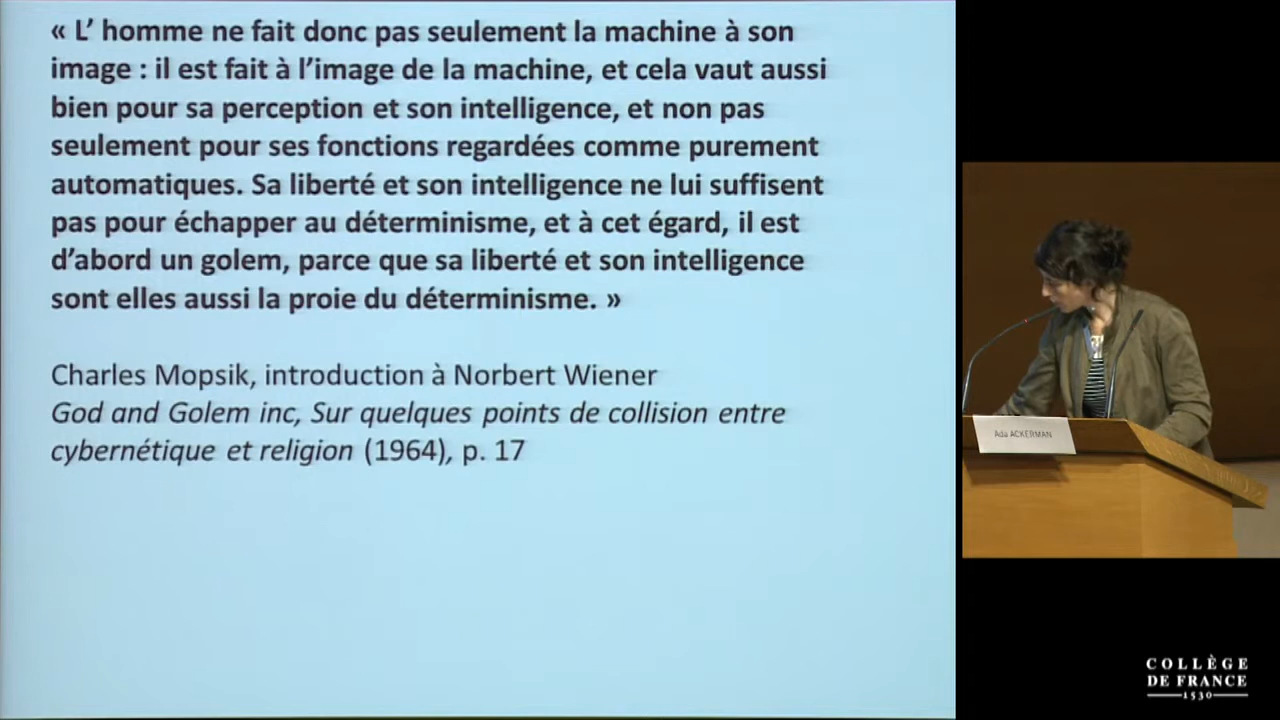 « L’ homme ne fait donc pas seulement la machine à son
image : il est fait à l’image de la machine, et cela vaut aussi
bien pour sa perception et son intelligence, et non pas
seulement pour ses fonctions regardées comme purement
automatiques. Sa liberté et son intelligence ne lui suffisent
pas pour échapper au déterminisme, et à cet égard, il est
d’abord un golem, parce que sa liberté et son intelligence
sont elles aussi la proie du déterminisme. »
Charles Mopsik, introduction à Norbert Wiener
God and Golem inc, Sur quelques points de collision entre
cybernétique et religion (1964), p. 17
Ada ACKERMAN
COLLÈGE
DE FRANCE
1530